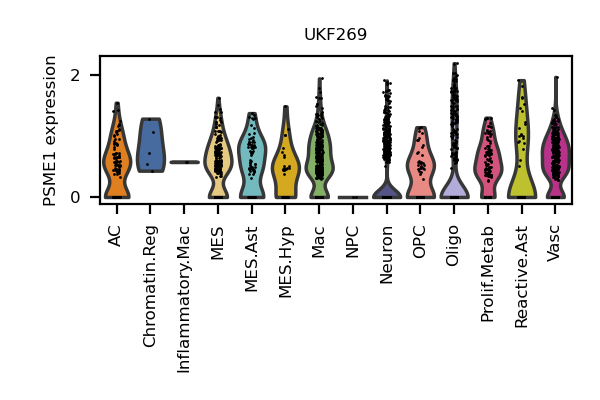 UKF269
PSME1 expression
2
0
AC
Chromatin.Reg
Inflammatory.Mac
MES
MES.Ast
MES.Hyp
Mac
NPC
Neuron
OPC
Oligo
Prolif.Metab
Reactive.Ast
Vasc